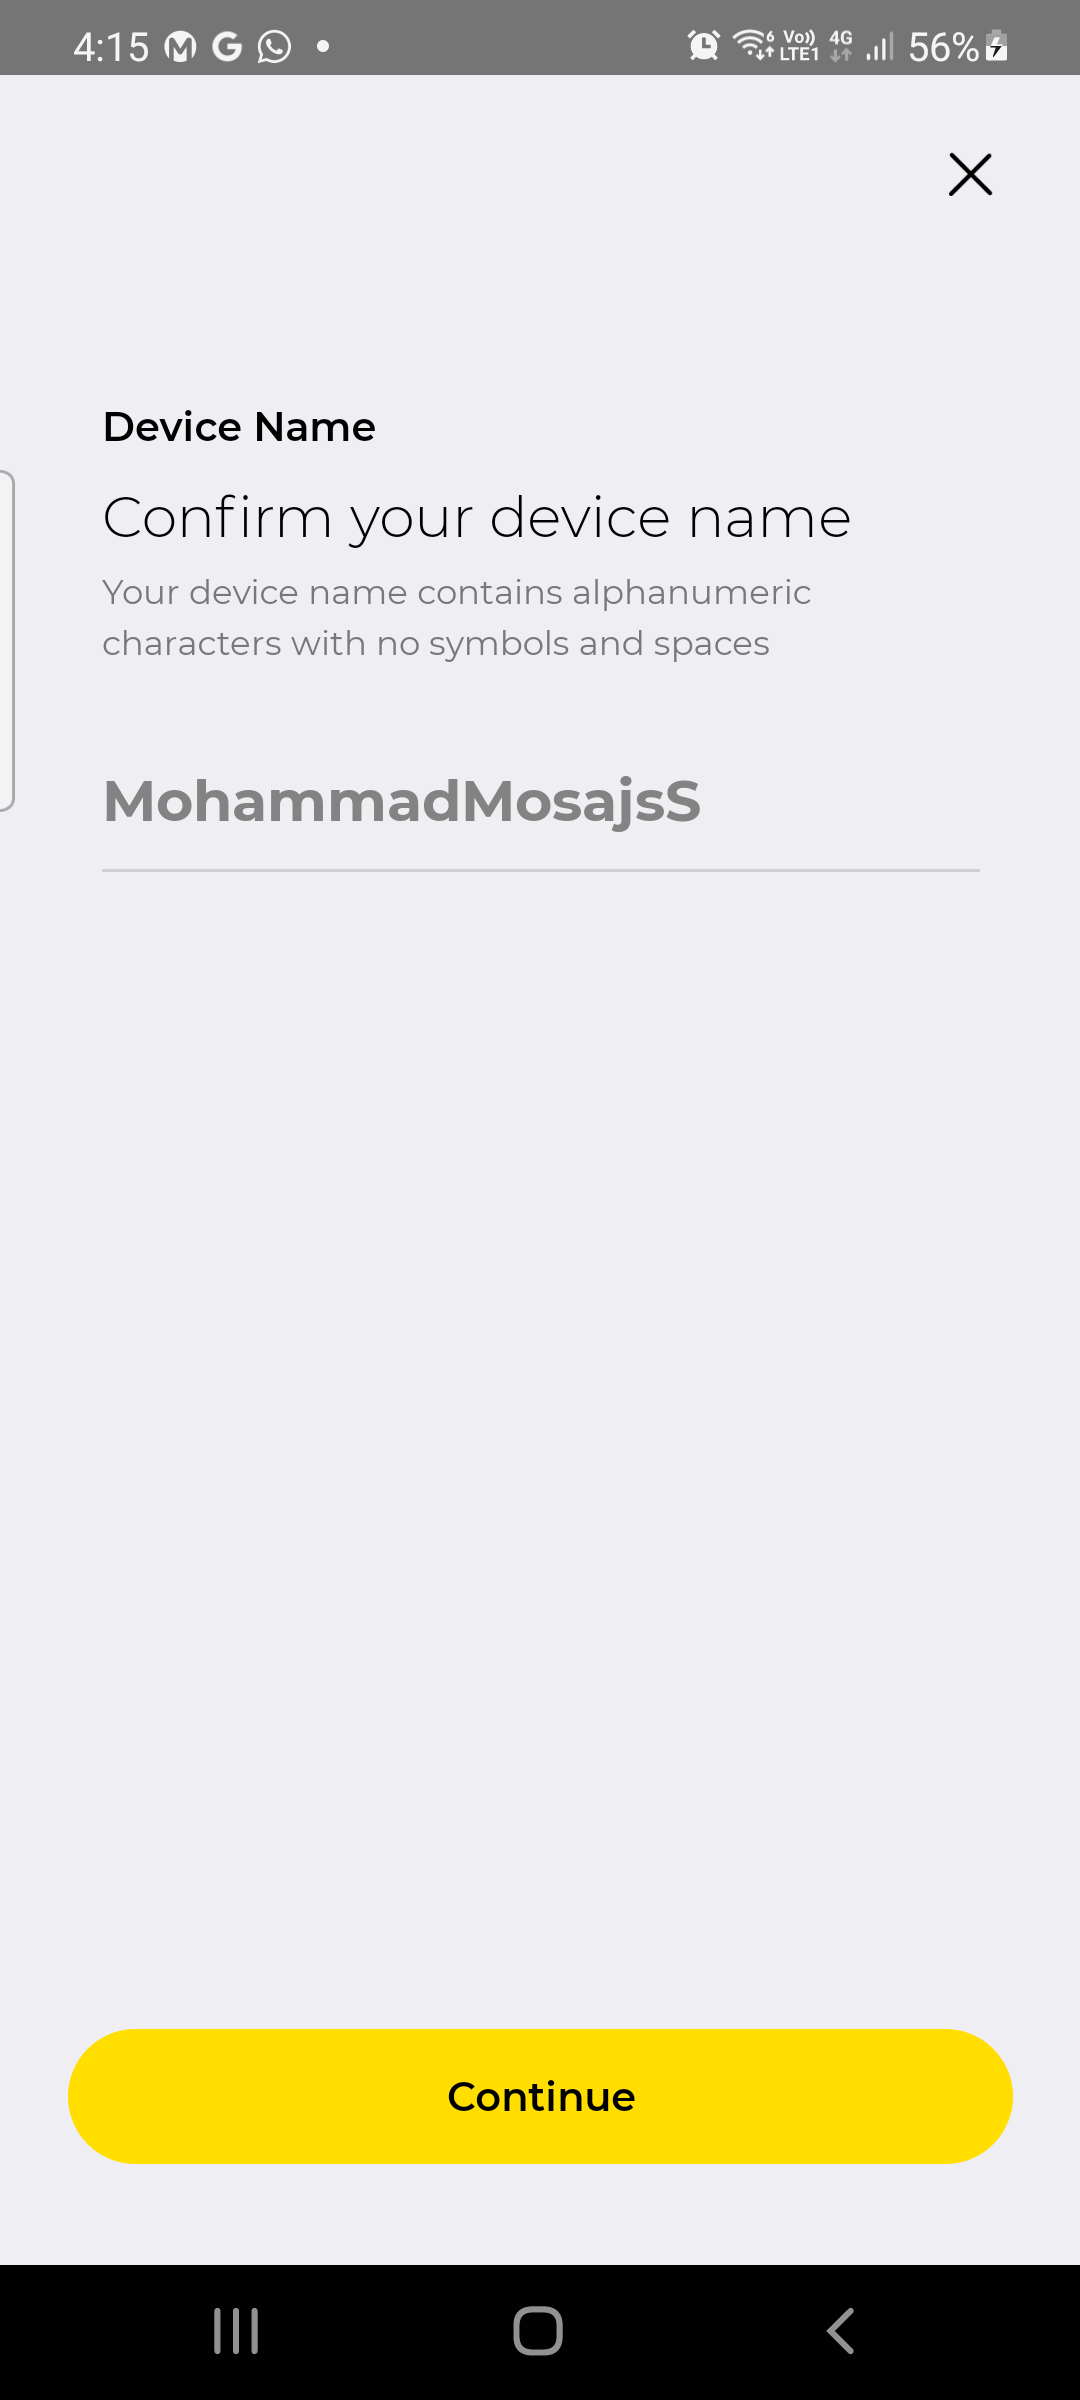 4:15
6 Vo)) LTE1 4G 56%
Device Name
Confirm your device name
Your device name contains alphanumeric
characters with no symbols and spaces
MohammadMosajsS
Continue